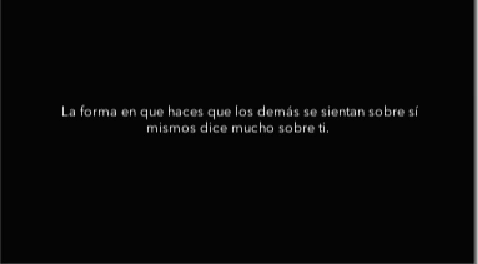 La forma en que haces que los demás se sientan sobre sí
mismos dice mucho sobre ti.